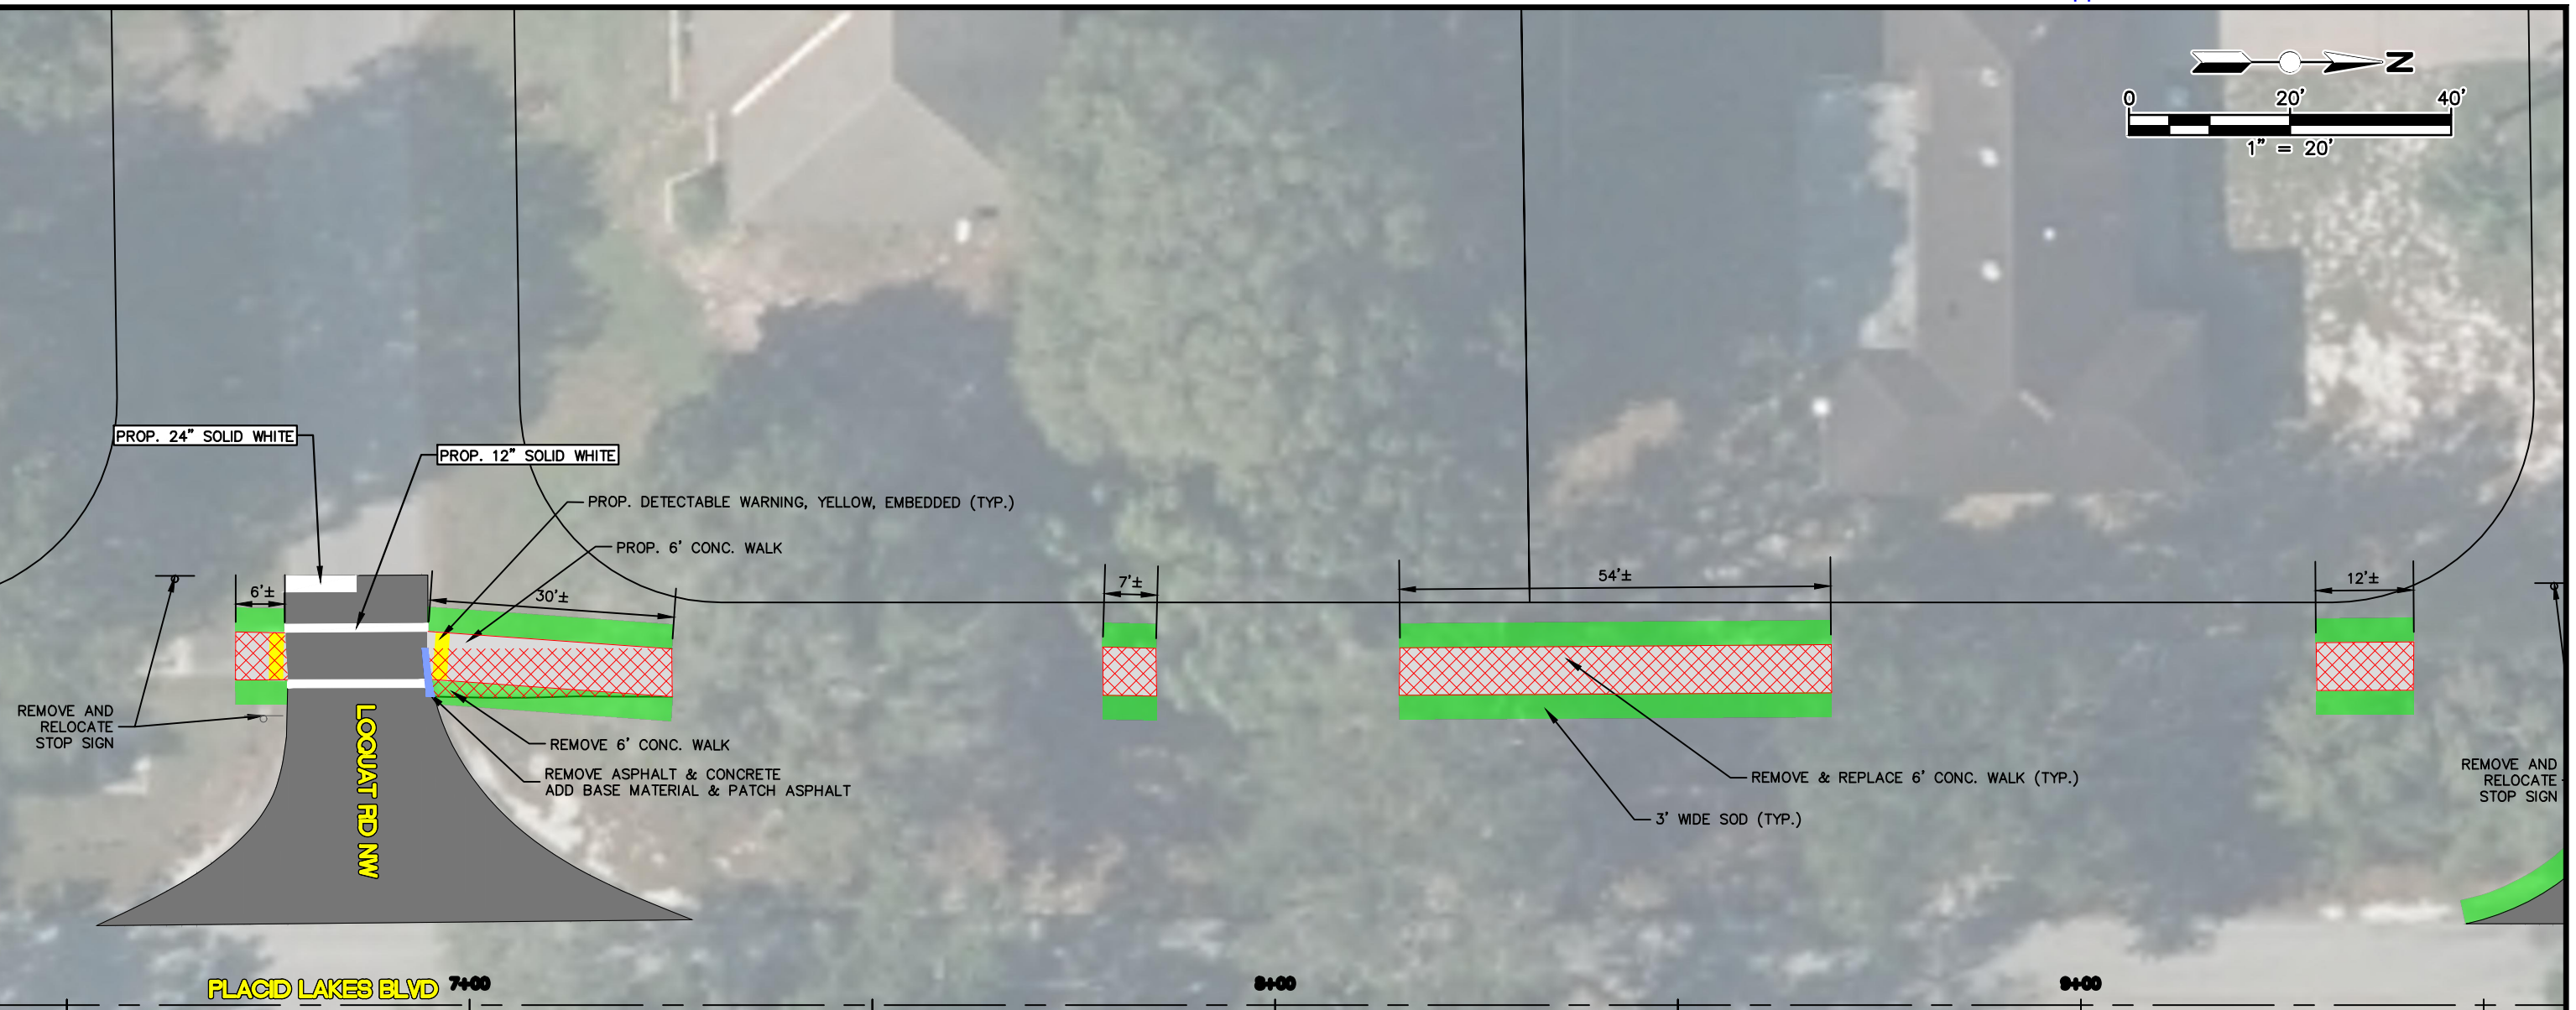 N
0 20' 40'
1" = 20'
PROP. 24" SOLID WHITE
PROP. 12" SOLID WHITE
PROP. DETECTABLE WARNING, YELLOW, EMBEDDED (TYP.)
PROP. 6' CONC. WALK
6'±
30'±
7'±
54'±
12'±
REMOVE AND
RELOCATE
STOP SIGN
LOQUAT RD NW
REMOVE 6' CONC. WALK
REMOVE ASPHALT & CONCRETE
ADD BASE MATERIAL & PATCH ASPHALT
REMOVE & REPLACE 6' CONC. WALK (TYP.)
3' WIDE SOD (TYP.)
REMOVE AND
RELOCATE
STOP SIGN
PLACID LAKES BLVD
7+00
8+00
9+00